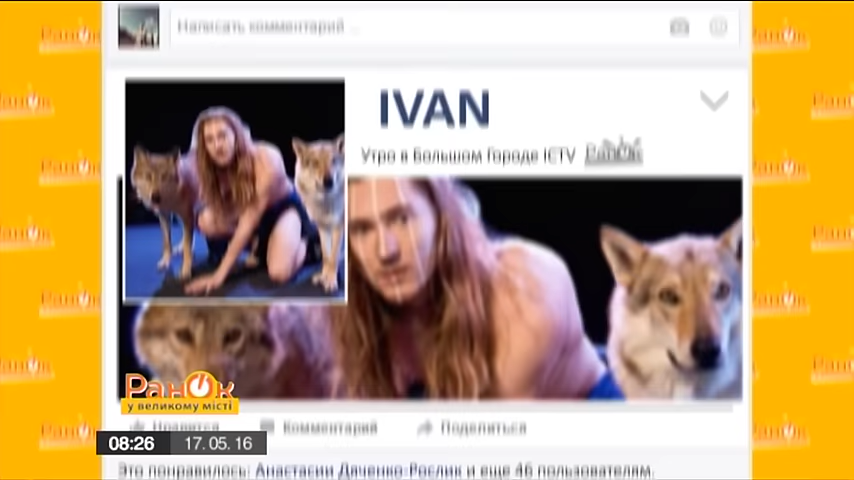 Написать комментарий ...
IVAN
Утро в Большом Городе ICTV Ранок
Ранок
у великому місті
Нравится Комментарий Поделиться
08:26 17.05.16
Это понравилось: Анастасии Дяченко-Рослик и еще 46 пользователям.